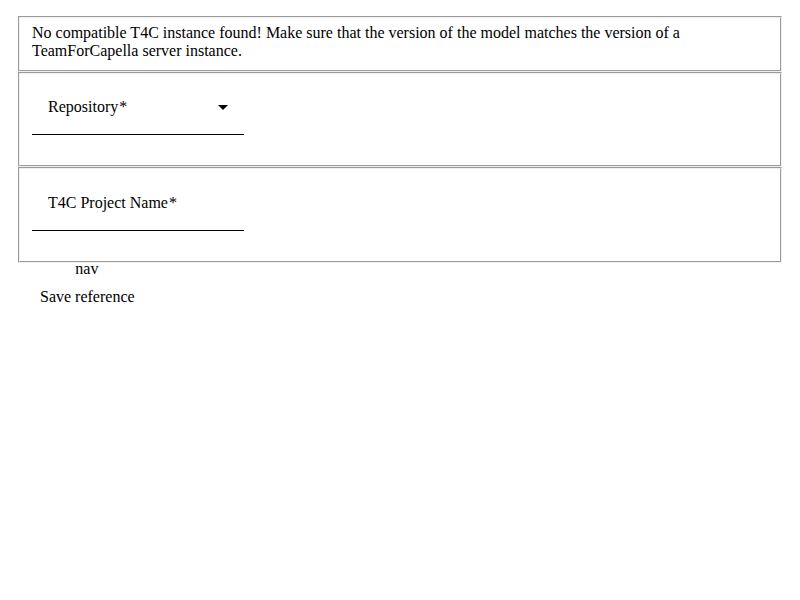 No compatible T4C instance found! Make sure that the version of the model matches the version of a
TeamForCapella server instance.
Repository*
T4C Project Name*
nav
Save reference